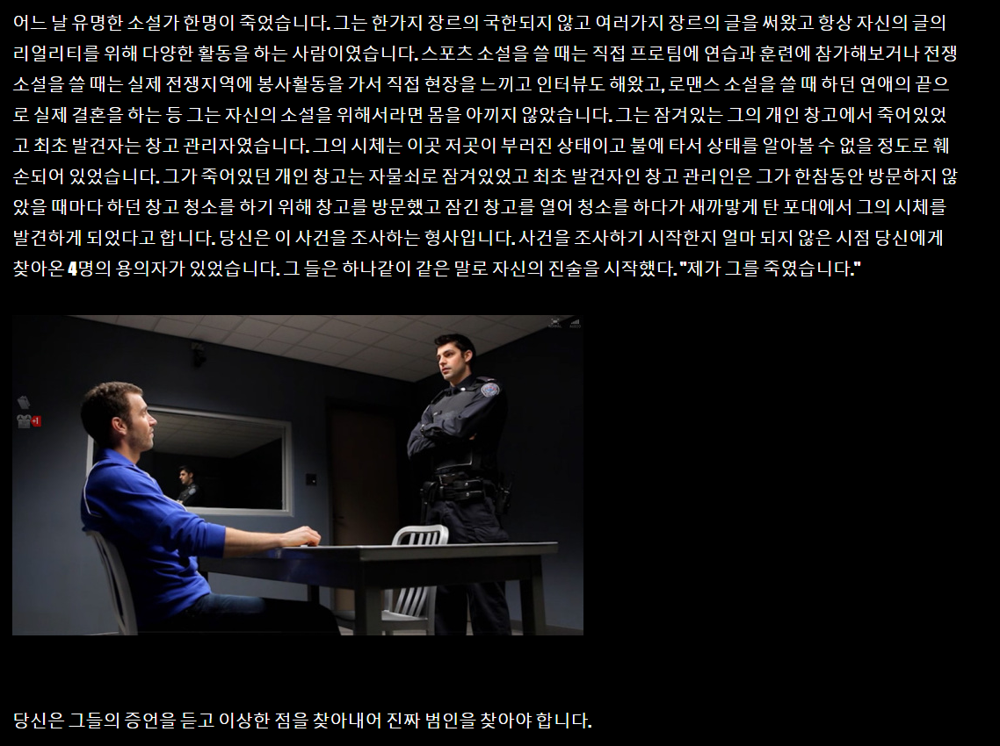 어느 날 유명한 소설가 한명이 죽었습니다. 그는 한가지 장르의 국한되지 않고 여러가지 장르의 글을 써왔고 항상 자신의 글의
리얼리티를 위해 다양한 활동을 하는 사람이였습니다. 스포츠 소설을 쓸 때는 직접 프로팀에 연습과 훈련에 참가해보거나 전쟁
소설을 쓸 때는 실제 전쟁지역에 봉사활동을 가서 직접 현장을 느끼고 인터뷰도 해왔고, 로맨스 소설을 쓸 때 하던 연애의 끝으
로 실제 결혼을 하는 등 그는 자신의 소설을 위해서라면 몸을 아끼지 않았습니다. 그는 잠겨있는 그의 개인 창고에서 죽어있었
고 최초 발견자는 창고 관리자였습니다. 그의 시체는 이곳 저곳이 부러진 상태이고 불에 타서 상태를 알아볼 수 없을 정도로 훼
손되어 있었습니다. 그가 죽어있던 개인 창고는 자물쇠로 잠겨있었고 최초 발견자인 창고 관리인은 그가 한참동안 방문하지 않
았을 때마다 하던 창고 청소를 하기 위해 창고를 방문했고 잠긴 창고를 열어 청소를 하다가 새까맣게 탄 포대에서 그의 시체를
발견하게 되었다고 합니다. 당신은 이 사건을 조사하는 형사입니다. 사건을 조사하기 시작한지 얼마 되지 않은 시점 당신에게
찾아온 4명의 용의자가 있었습니다. 그 들은 하나같이 같은 말로 자신의 진술을 시작했다. "제가 그를 죽였습니다."
+1
당신은 그들의 증언을 듣고 이상한 점을 찾아내어 진짜 범인을 찾아야 합니다.